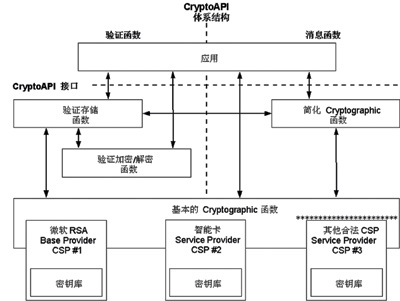 CryptoAPI
体系结构
验证函数
消息函数
应用
CryptoAPI 接口
验证存储
函数
简化 Cryptographic
函数
验证加密/解密
函数
基本的 Cryptographic 函数
微软 RSA
Base Provider
CSP #1
密钥库
智能卡
Service Provider
CSP #2
密钥库
其他合法 CSP
Service Provider
CSP #3
密钥库